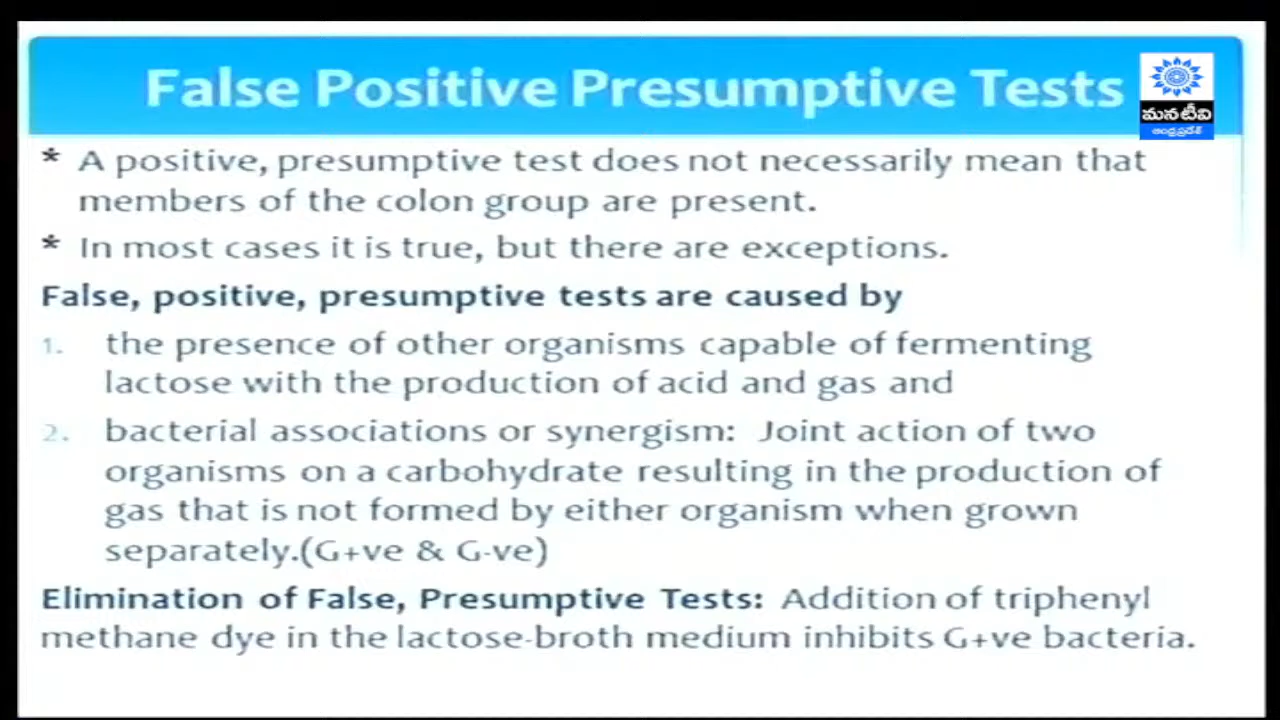 False Positive Presumptive Tests
మన టీవి
ఆంధ్రప్రదేశ్
* A positive, presumptive test does not necessarily mean that
members of the colon group are present.
* In most cases it is true, but there are exceptions.
False, positive, presumptive tests are caused by
1. the presence of other organisms capable of fermenting
lactose with the production of acid and gas and
2. bacterial associations or synergism: Joint action of two
organisms on a carbohydrate resulting in the production of
gas that is not formed by either organism when grown
separately.(G+ve & G-ve)
Elimination of False, Presumptive Tests: Addition of triphenyl
methane dye in the lactose-broth medium inhibits G+ve bacteria.